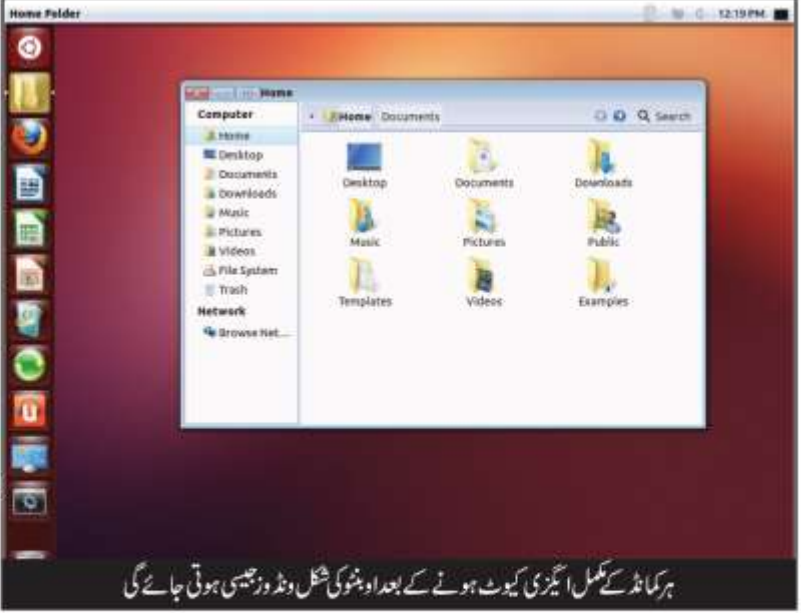 Home Folder
12:19 PM
Home
Computer
Home
Desktop
Documents
Downloads
Music
Pictures
Videos
File System
Trash
Network
Browse Net...
Home Documents
Search
Desktop
Documents
Downloads
Music
Pictures
Public
Templates
Videos
Examples
ہر کمانڈ کے مکمل ایگزی کیوٹ ہونے کے بعد اوبنٹو کی شکل ونڈوز جیسی ہوتی جائے گی